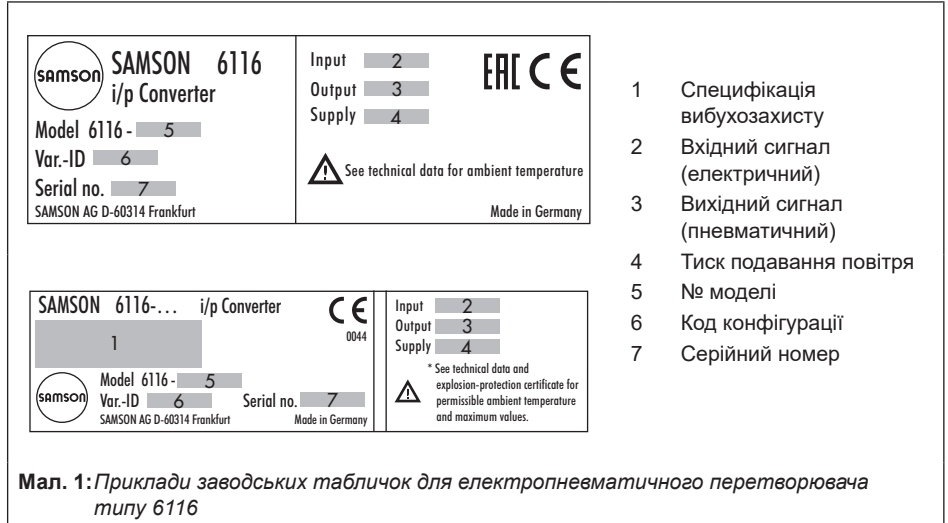 samson
SAMSON 6116
i/p Converter
Model 6116 - 5
Var.-ID 6
Serial no. 7
SAMSON AG D-60314 Frankfurt
Input 2
Output 3
Supply 4
EAC CE
See technical data for ambient temperature
Made in Germany
SAMSON 6116-... i/p Converter
CE
0044
1
samson
Model 6116 - 5
Var.-ID 6 Serial no. 7
SAMSON AG D-60314 Frankfurt Made in Germany
Input 2
Output 3
Supply 4
* See technical data and
explosion-protection certificate for
permissible ambient temperature
and maximum values.
1 Специфікація
вибухозахисту
2 Вхідний сигнал
(електричний)
3 Вихідний сигнал
(пневматичний)
4 Тиск подавання повітря
5 № моделі
6 Код конфігурації
7 Серійний номер
Мал. 1: Приклади заводських табличок для електропневматичного перетворювача
типу 6116